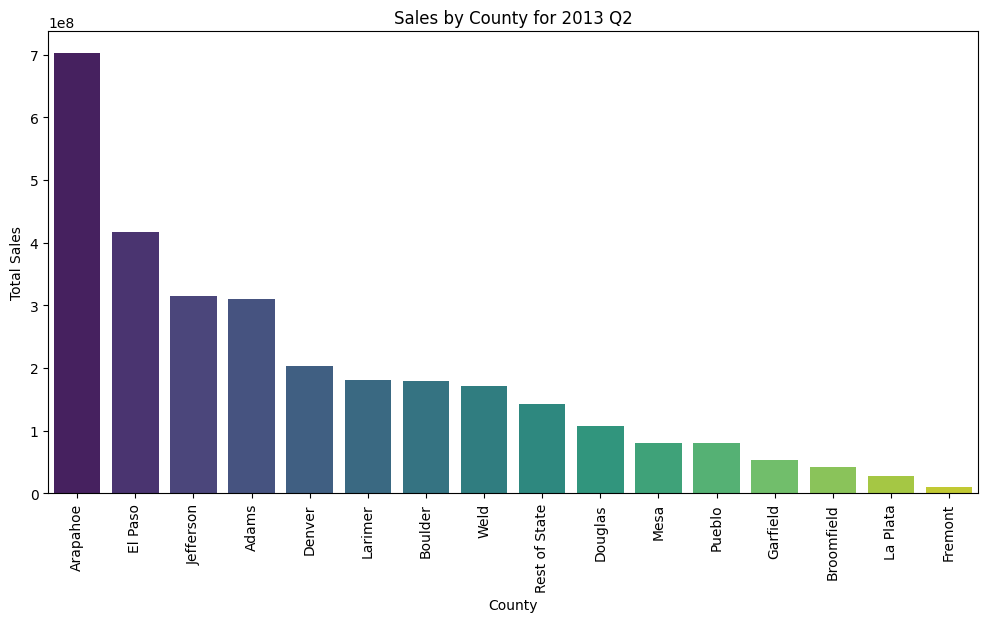 Sales by County for 2013 Q2
1e8
7
6
5
4
3
2
1
0
Total Sales
Arapahoe
El Paso
Jefferson
Adams
Denver
Larimer
Boulder
Weld
Rest of State
Douglas
Mesa
Pueblo
Garfield
Broomfield
La Plata
Fremont
County